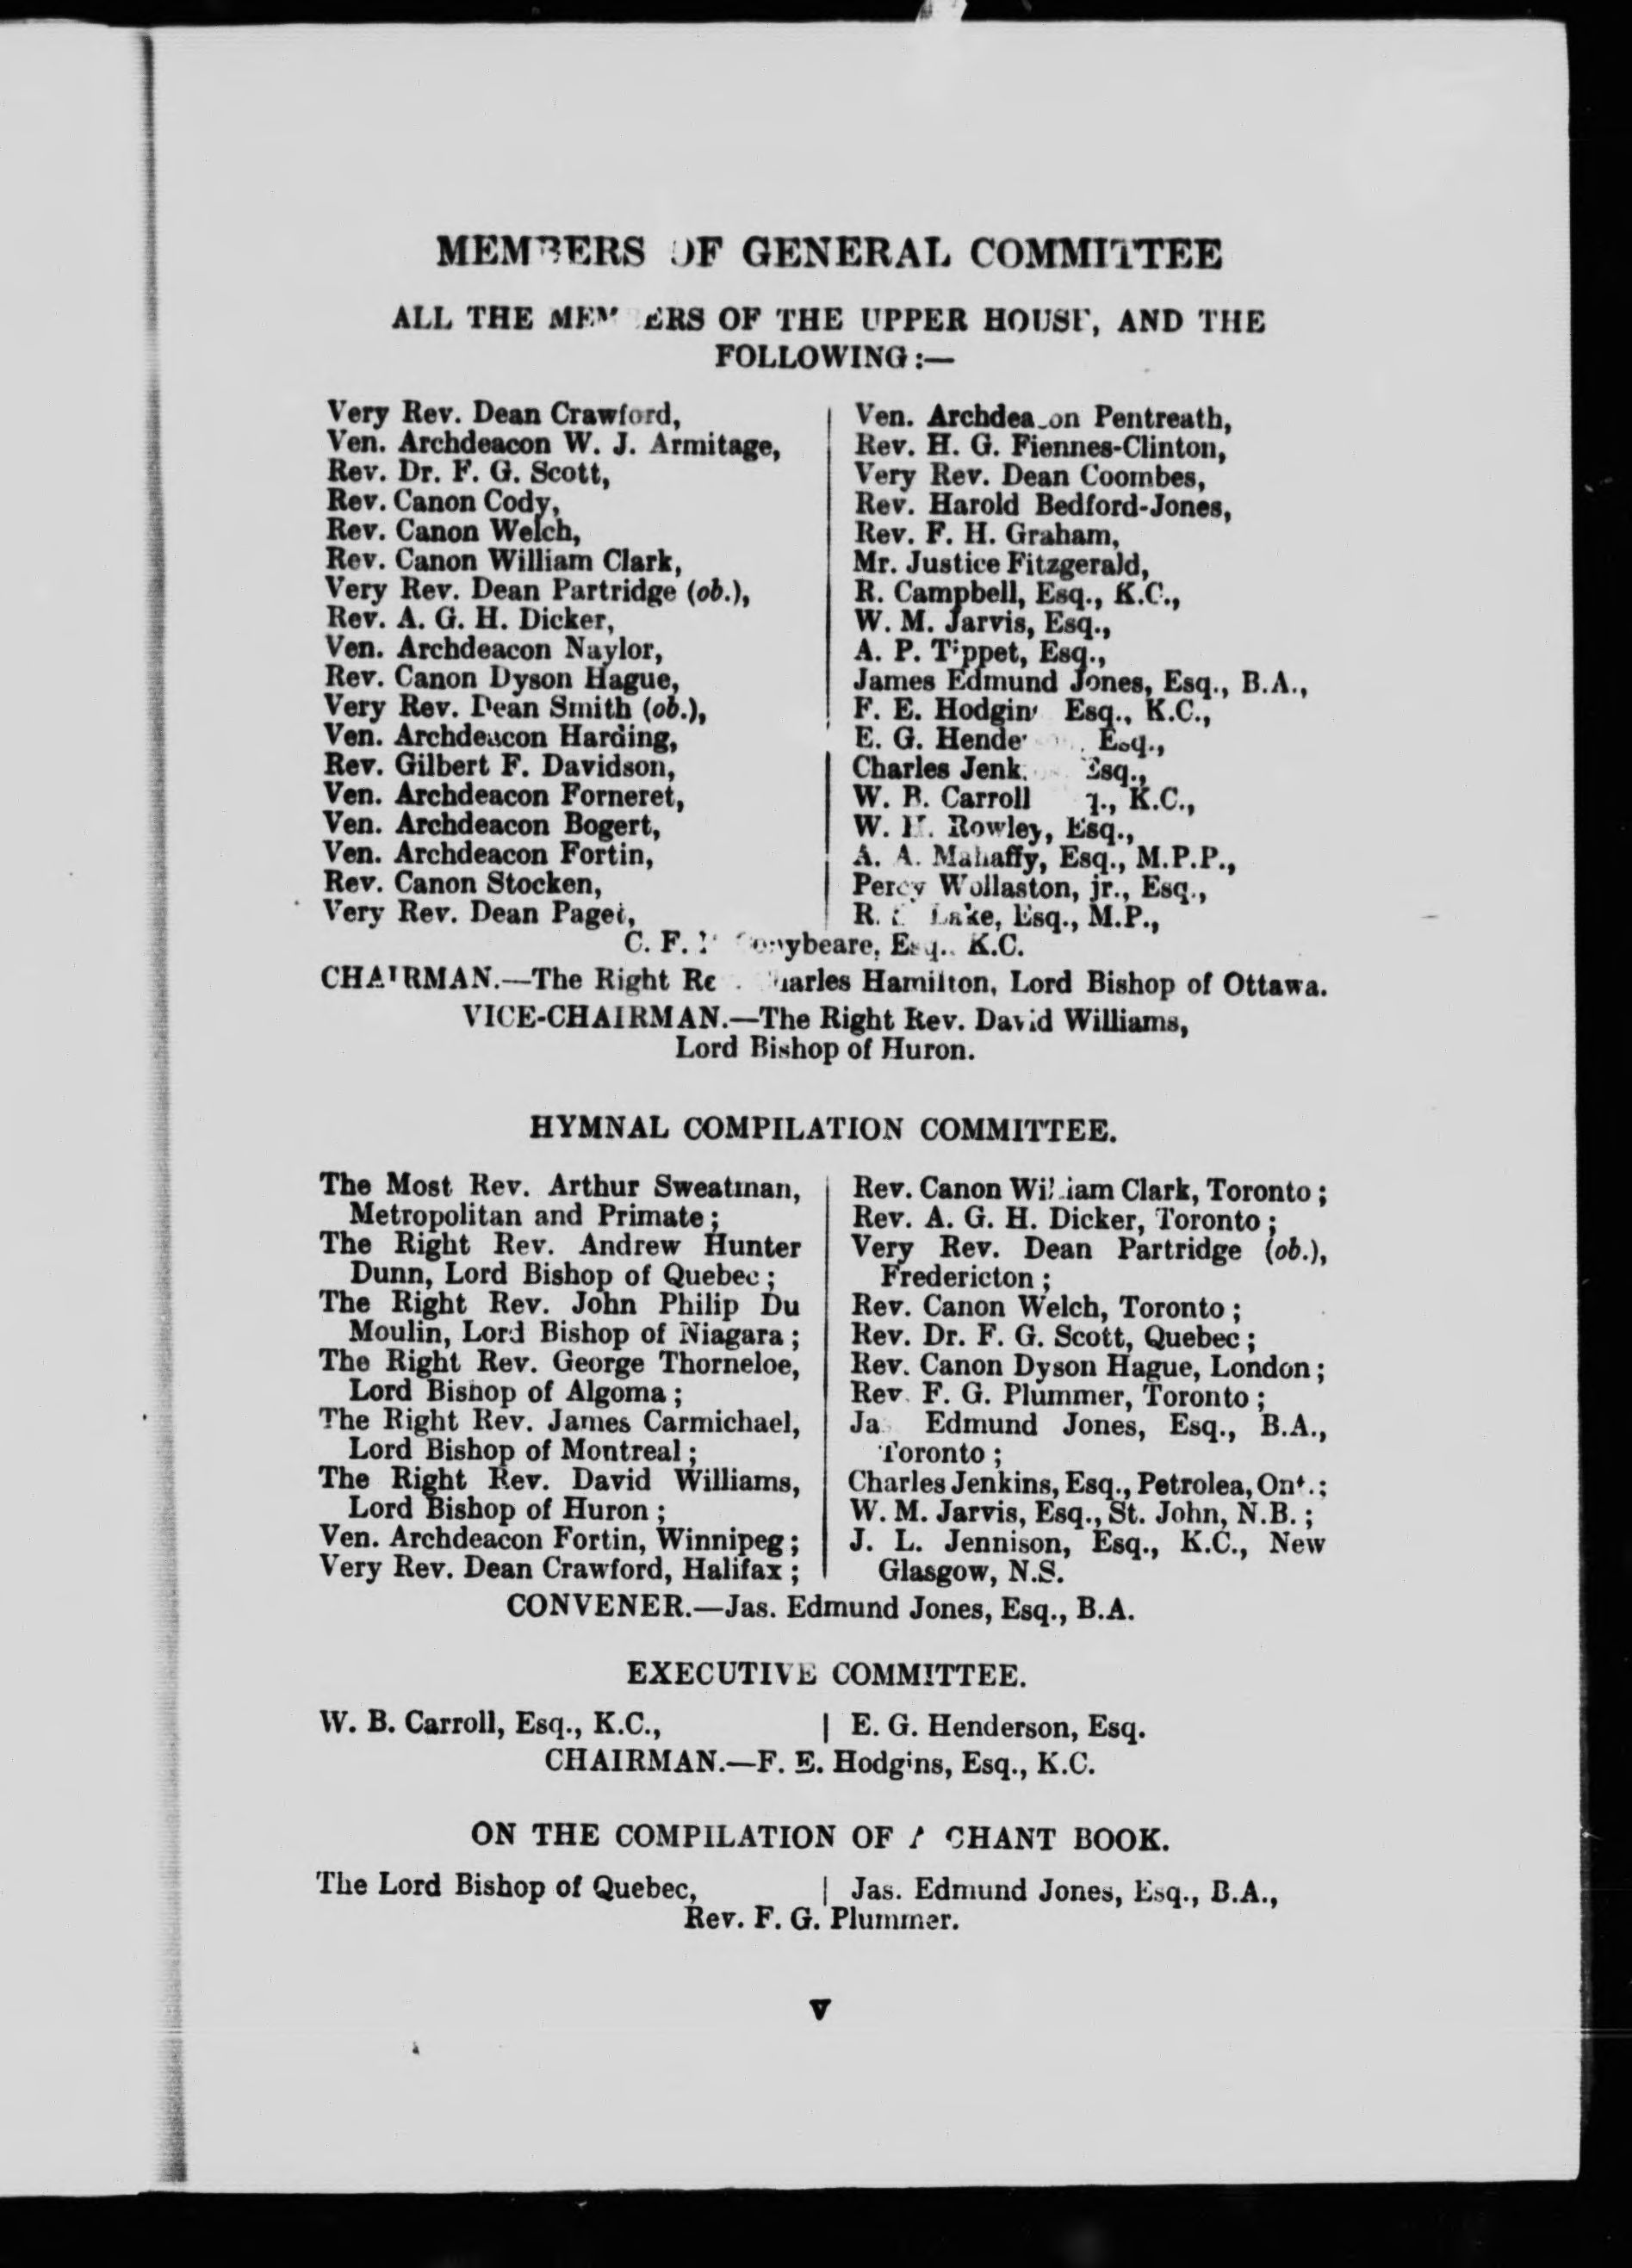 MEMBERS OF GENERAL COMMITTEE
ALL THE MEMBERS OF THE UPPER HOUSE, AND THE
FOLLOWING:—
Very Rev. Dean Crawford,
Ven. Archdeacon W. J. Armitage,
Rev. Dr. F. G. Scott,
Rev. Canon Cody,
Rev. Canon Welch,
Rev. Canon William Clark,
Very Rev. Dean Partridge (ob.),
Rev. A. G. H. Dicker,
Ven. Archdeacon Naylor,
Rev. Canon Dyson Hague,
Very Rev. Dean Smith (ob.),
Ven. Archdeacon Harding,
Rev. Gilbert F. Davidson,
Ven. Archdeacon Forneret,
Ven. Archdeacon Bogert,
Ven. Archdeacon Fortin,
Rev. Canon Stocken,
Very Rev. Dean Paget,
Ven. Archdeacon Pentreath,
Rev. H. G. Fiennes-Clinton,
Very Rev. Dean Coombes,
Rev. Harold Bedford-Jones,
Rev. F. H. Graham,
Mr. Justice Fitzgerald,
R. Campbell, Esq., K.C.,
W. M. Jarvis, Esq.,
A. P. Tippet, Esq.,
James Edmund Jones, Esq., B.A.,
F. E. Hodgins, Esq., K.C.,
E. G. Henderson, Esq.,
Charles Jenkins, Esq.,
W. B. Carroll, Esq., K.C.,
W. Rowley, Esq.,
A. A. Mahaffy, Esq., M.P.P.,
Percy Wollaston, jr., Esq.,
R. Lake, Esq., M.P.,
C. F. Conybeare, Esq., K.C.
CHAIRMAN.—The Right Rev. Charles Hamilton, Lord Bishop of Ottawa.
VICE-CHAIRMAN.—The Right Rev. David Williams,
Lord Bishop of Huron.
HYMNAL COMPILATION COMMITTEE.
The Most Rev. Arthur Sweatman,
Metropolitan and Primate;
The Right Rev. Andrew Hunter
Dunn, Lord Bishop of Quebec;
The Right Rev. John Philip Du
Moulin, Lord Bishop of Niagara;
The Right Rev. George Thorneloe,
Lord Bishop of Algoma;
The Right Rev. James Carmichael,
Lord Bishop of Montreal;
The Right Rev. David Williams,
Lord Bishop of Huron;
Ven. Archdeacon Fortin, Winnipeg;
Very Rev. Dean Crawford, Halifax;
Rev. Canon William Clark, Toronto;
Rev. A. G. H. Dicker, Toronto;
Very Rev. Dean Partridge (ob.),
Fredericton;
Rev. Canon Welch, Toronto;
Rev. Dr. F. G. Scott, Quebec;
Rev. Canon Dyson Hague, London;
Rev. F. G. Plummer, Toronto;
Jas. Edmund Jones, Esq., B.A.,
Toronto;
Charles Jenkins, Esq., Petrolea, Ont.;
W. M. Jarvis, Esq., St. John, N.B.;
J. L. Jennison, Esq., K.C., New
Glasgow, N.S.
CONVENER.—Jas. Edmund Jones, Esq., B.A.
EXECUTIVE COMMITTEE.
W. B. Carroll, Esq., K.C.,
E. G. Henderson, Esq.
CHAIRMAN.—F. E. Hodgins, Esq., K.C.
ON THE COMPILATION OF A CHANT BOOK.
The Lord Bishop of Quebec,
Jas. Edmund Jones, Esq., B.A.,
Rev. F. G. Plummer.
V